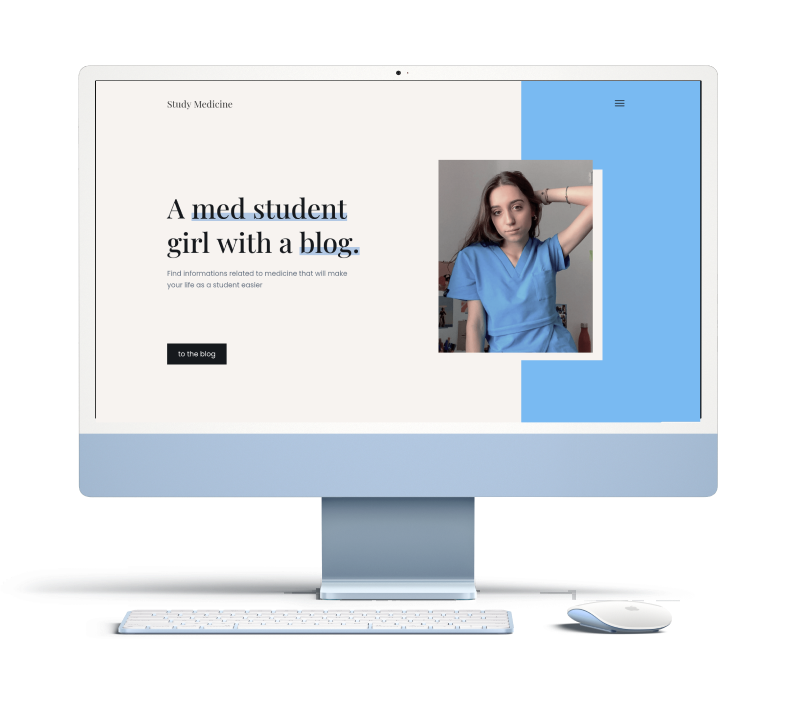 Study Medicine
A med student
girl with a blog.
Find informations related to medicine that will make
your life as a student easier
to the blog